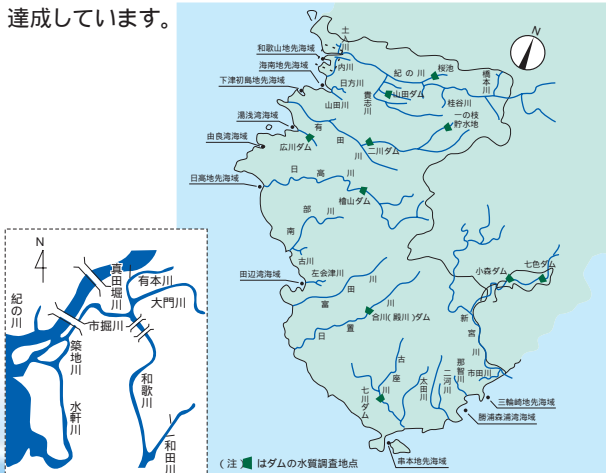 達成しています。
N
土入川
和歌山地先海域
海南地先海域
下津初島地先海域
内川
日方川
山田川
紀の川
桜池
橋本川
貴志川
山田ダム
桂谷川
一の枝
貯水地
湯浅湾海域
由良湾海域
有田川
広川ダム
二川ダム
日高地先海域
日高川
椿山ダム
南部川
古川
田辺湾海域
左会津川
富田川
日置川
合川(殿川)ダム
小森ダム
七色ダム
新宮川
市田川
那智川
二河川
太田川
古座川
七川ダム
三輪崎地先海域
勝浦森浦湾海域
串本地先海域
(注) はダムの水質調査地点
N
紀の川
真田堀川
有本川
大門川
市堀川
築地川
水軒川
和歌川
和田川